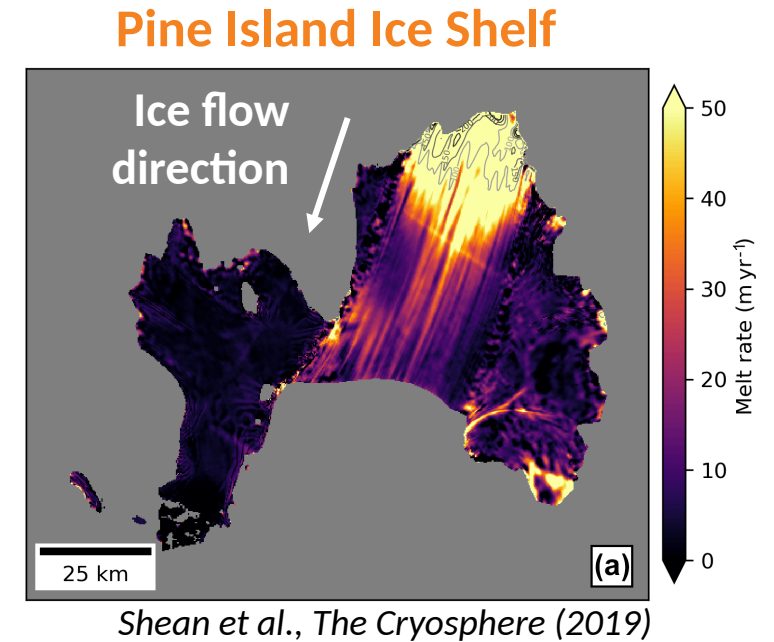 Pine Island Ice Shelf
Ice flow
direction
50
40
30
20
10
0
Melt rate (m yr⁻¹)
25 km
(a)
Shean et al., The Cryosphere (2019)